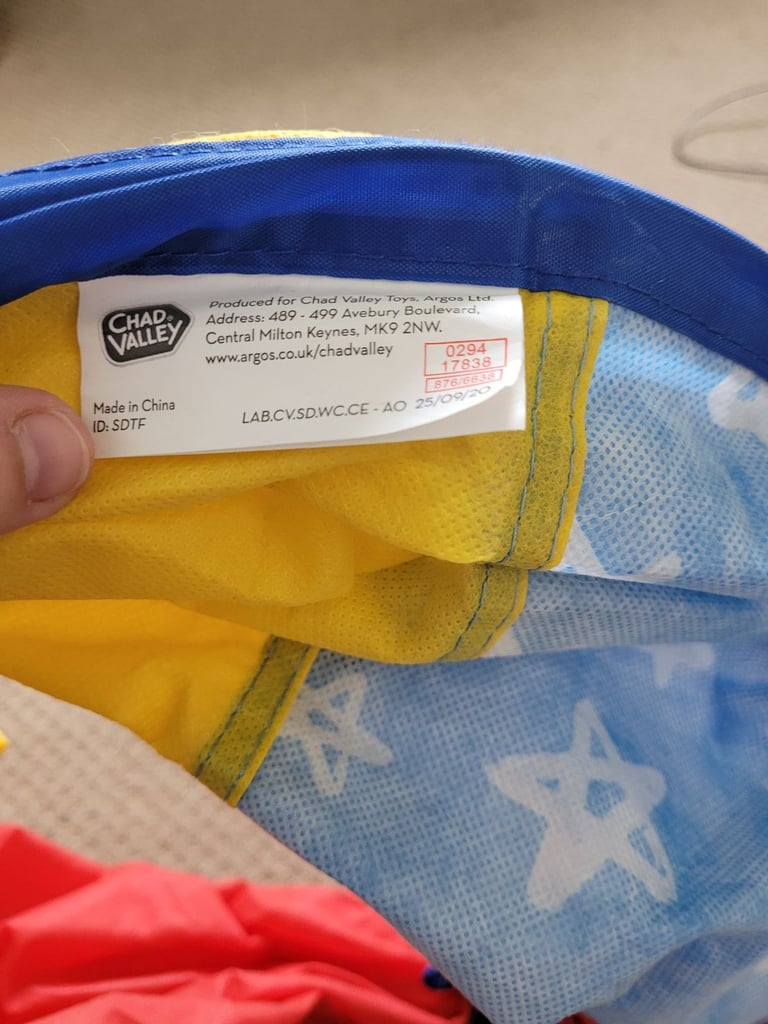 CHAD
VALLEY
Produced for Chad Valley Toys, Argos Ltd.
Address: 489 - 499 Avebury Boulevard,
Central Milton Keynes, MK9 2NW.
www.argos.co.uk/chadvalley
0294
17838
876/6638
Made in China
ID: SDTF
LAB.CV.SD.WC.CE - AO 25/09/20